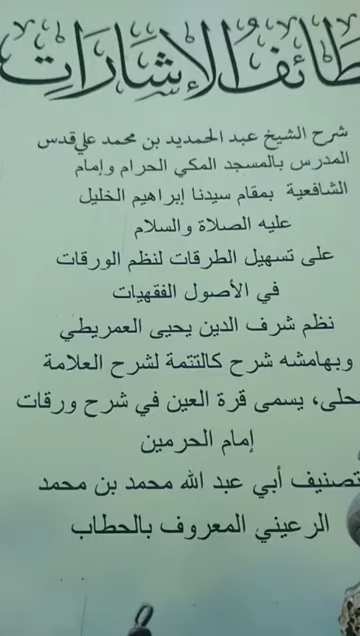 طائف الإشارات
شرح الشيخ عبد الحمديد بن محمد علي قدس
المدرس بالمسجد المكي الحرام وإمام
الشافعية بمقام سيدنا إبراهيم الخليل
عليه الصلاة والسلام
على تسهيل الطرقات لنظم الورقات
في الأصول الفقهيات
نظم شرف الدين يحيى العمريطي
وبهامشه شرح كالتتمة لشرح العلامة
حلى، يسمى قرة العين في شرح ورقات
إمام الحرمين
تصنيف أبي عبد الله محمد بن محمد
الرعيني المعروف بالحطاب